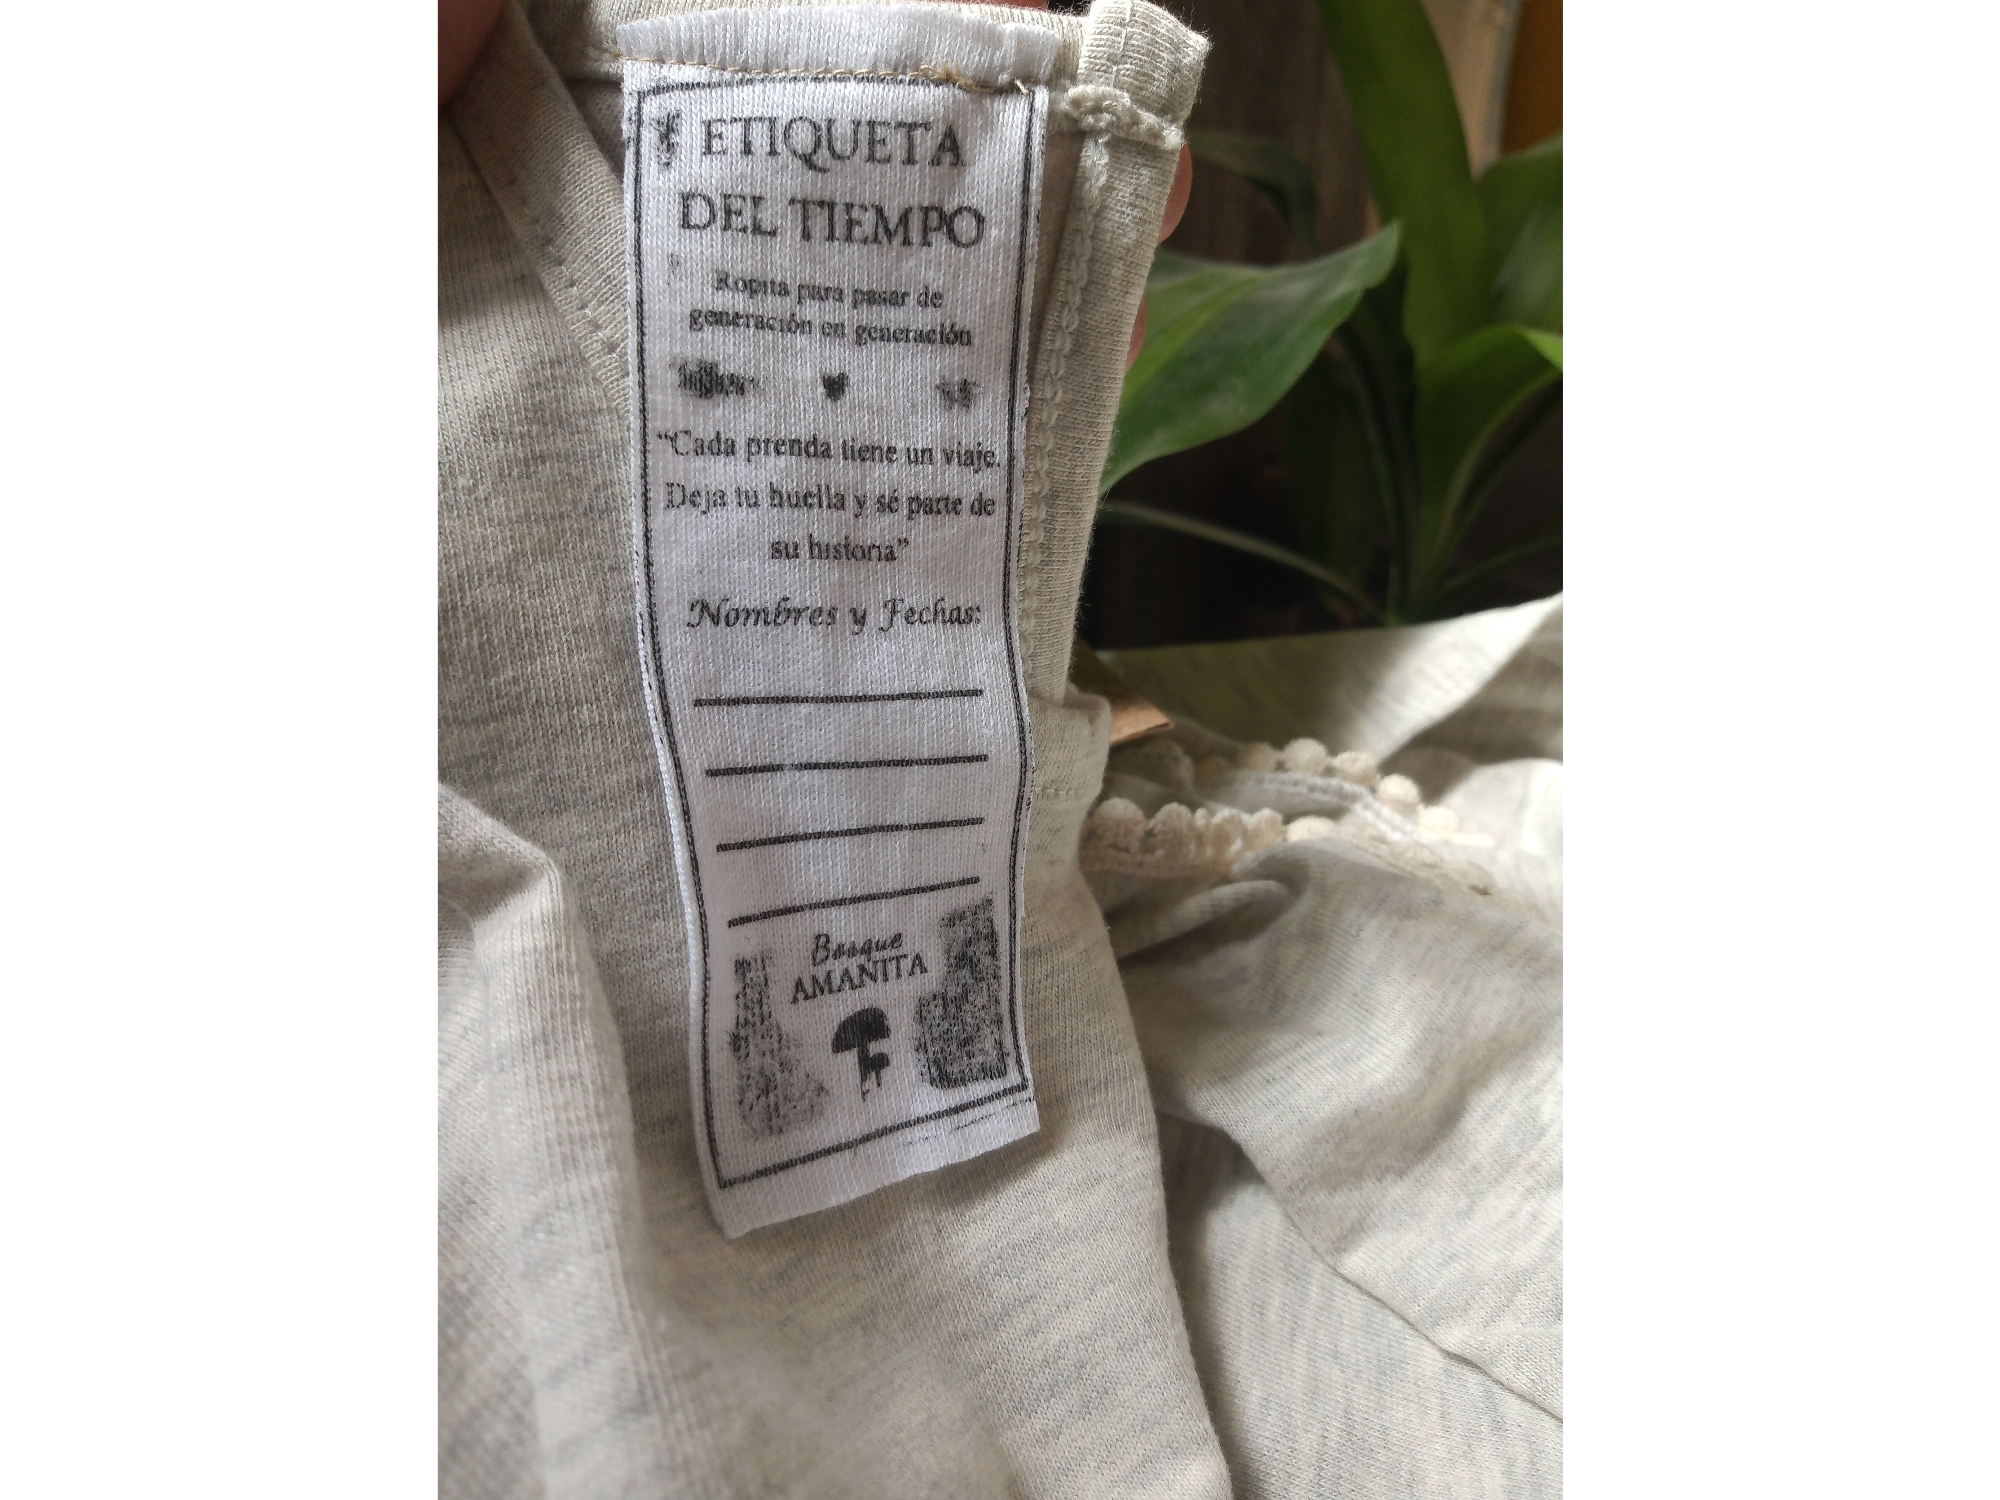 ETIQUETA
DEL TIEMPO
Ropita para pasar de
generación en generación
“Cada prenda tiene un viaje.
Deja tu huella y sé parte de
su historia”
Nombres y Fechas:
Bosque
AMANITA